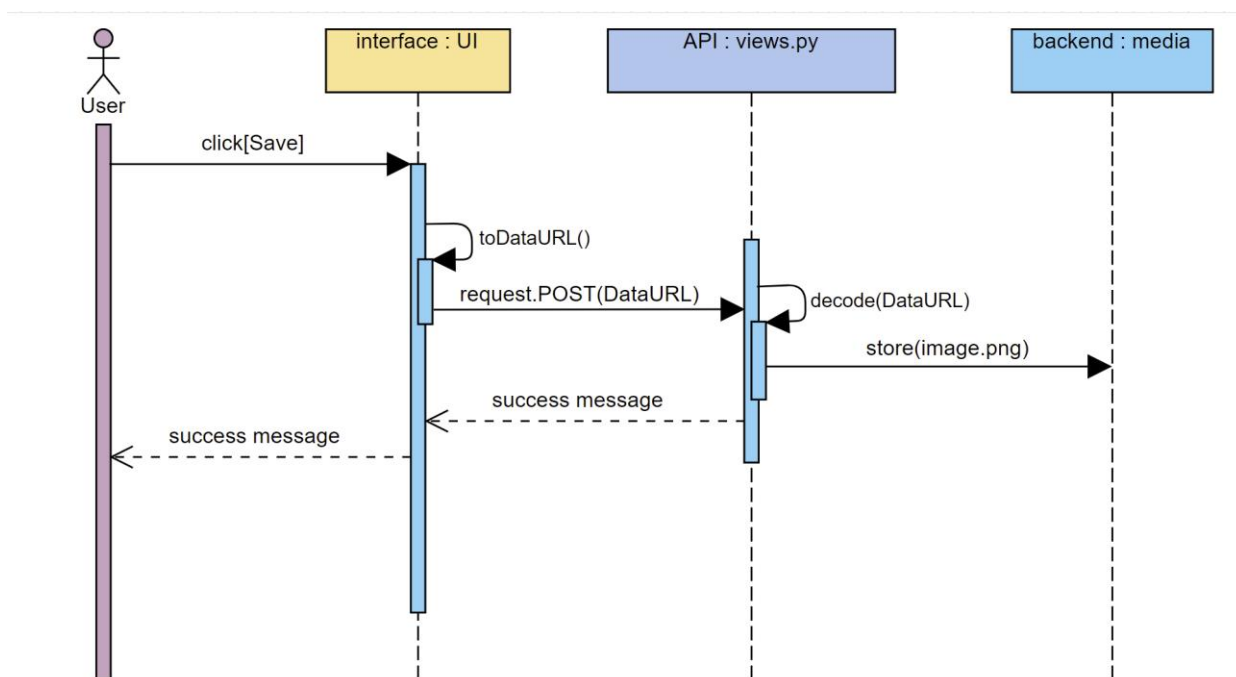 interface : UI
API : views.py
backend : media
User
click[Save]
toDataURL()
request.POST(DataURL)
decode(DataURL)
store(image.png)
success message
success message